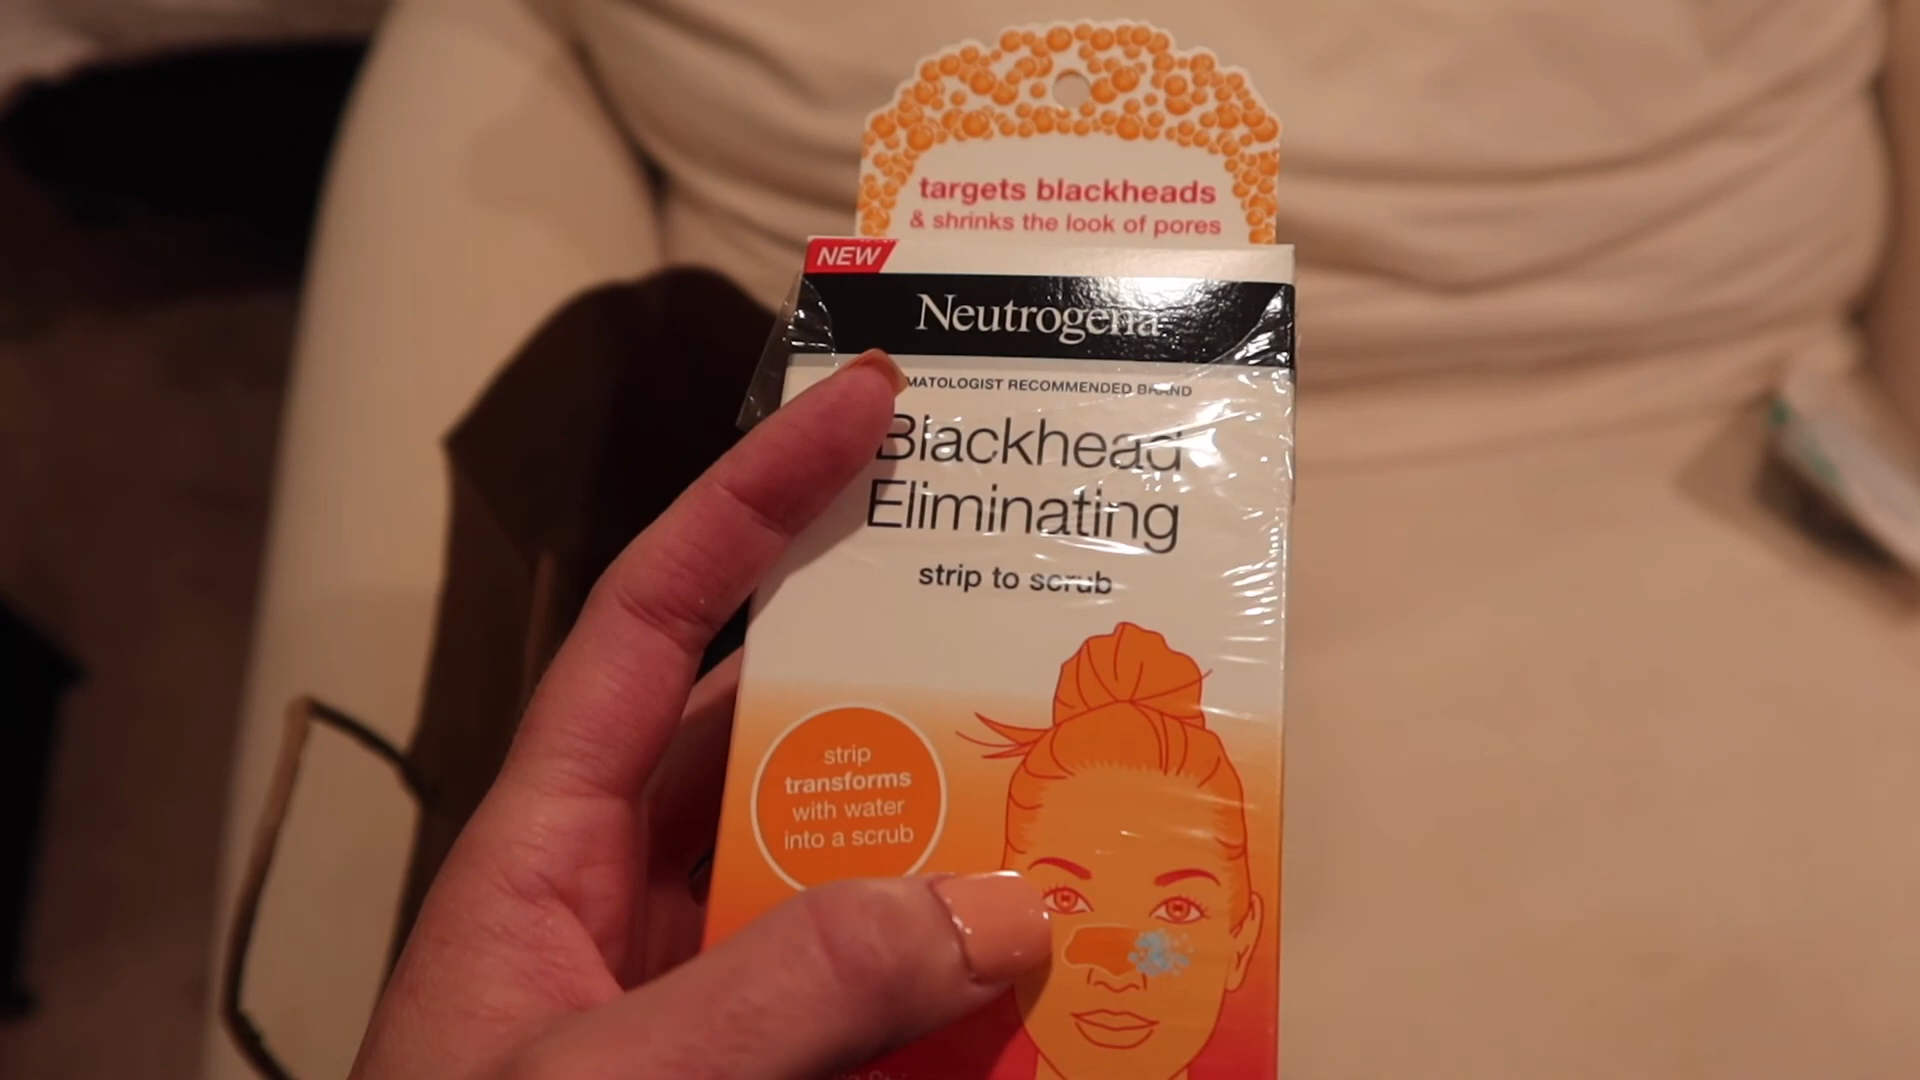 targets blackheads
& shrinks the look of pores
NEW
Neutrogena
MATOLOGIST RECOMMENDED BRAND
Blackhead
Eliminating
strip to scrub
strip
transforms
with water
into a scrub